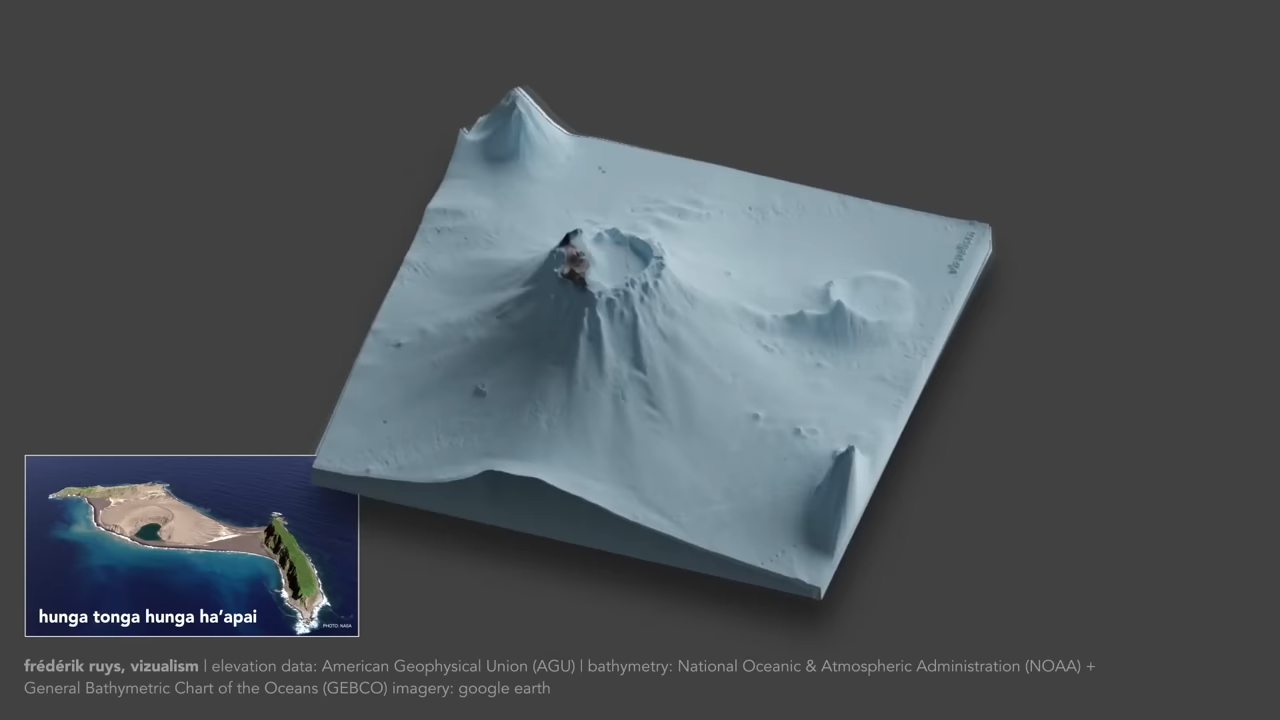 hunga tonga hunga ha'apai
PHOTO: NASA
frédérik ruys, vizualism | elevation data: American Geophysical Union (AGU) | bathymetry: National Oceanic & Atmospheric Administration (NOAA) +
General Bathymetric Chart of the Oceans (GEBCO) imagery: google earth